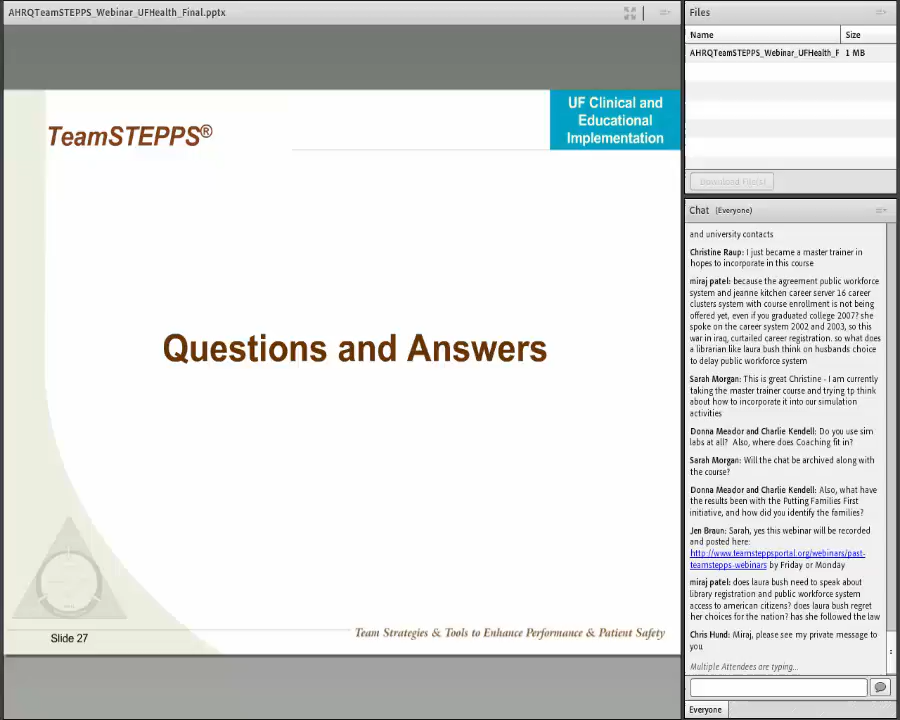 AHRQTeamSTEPPS_Webinar_UFHealth_Final.pptx
TeamSTEPPS®
UF Clinical and
Educational
Implementation
Questions and Answers
Slide 27
Team Strategies & Tools to Enhance Performance & Patient Safety
Files
Name Size
AHRQTeamSTEPPS_Webinar_UFHealth_F 1 MB
Download File(s)
Chat (Everyone)
and university contacts
Christine Raup: I just became a master trainer in
hopes to incorporate in this course
miraj patel: because the agreement public workforce
system and jeanne kitchen career server 16 career
clusters system with course enrollment is not being
offered yet, even if you graduated college 2007? she
spoke on the career system 2002 and 2003, so this
war in iraq, curtailed career registration. so what does
a librarian like laura bush think on husbands choice
to delay public workforce system
Sarah Morgan: This is great Christine - I am currently
taking the master trainer course and trying tp think
about how to incorporate it into our simulation
activities
Donna Meador and Charlie Kendell: Do you use sim
labs at all? Also, where does Coaching fit in?
Sarah Morgan: Will the chat be archived along with
the course?
Donna Meador and Charlie Kendell: Also, what have
the results been with the Putting Families First
initiative, and how did you identify the families?
Jen Braun: Sarah, yes this webinar will be recorded
and posted here:
http://www.teamsteppsportal.org/webinars/past-
teamstepps-webinars by Friday or Monday
miraj patel: does laura bush need to speak about
library registration and public workforce system
access to american citizens? does laura bush regret
her choices for the nation? has she followed the law
Chris Hund: Miraj, please see my private message to
you
Multiple Attendees are typing...
Everyone